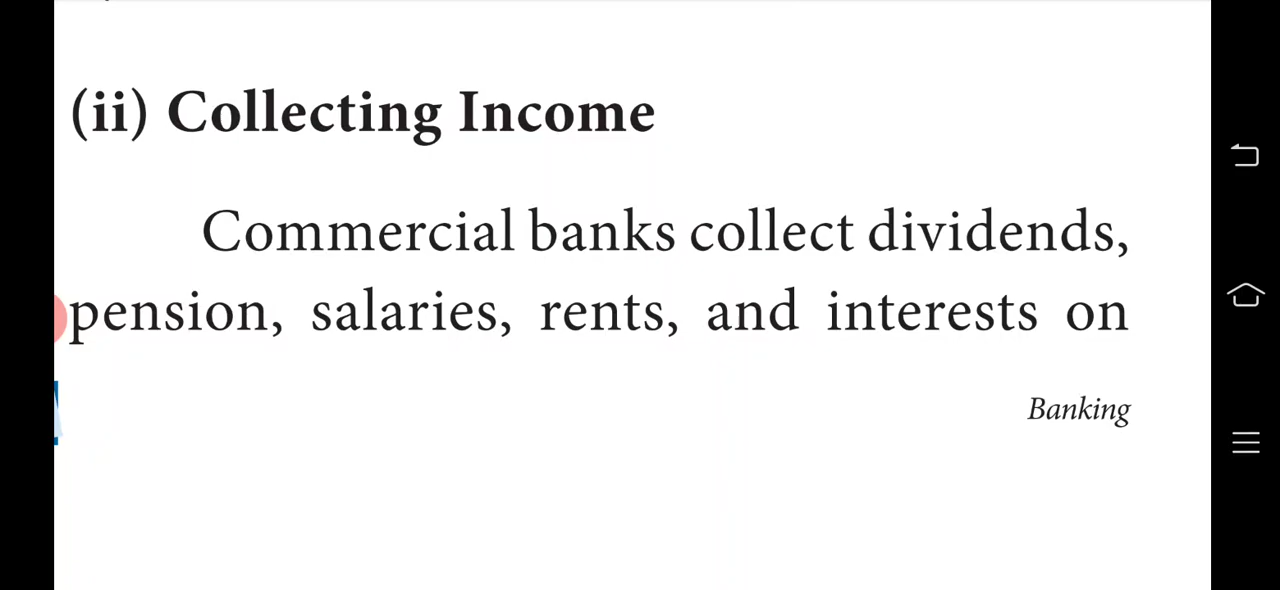 (ii) Collecting Income
Commercial banks collect dividends,
pension, salaries, rents, and interests on
Banking